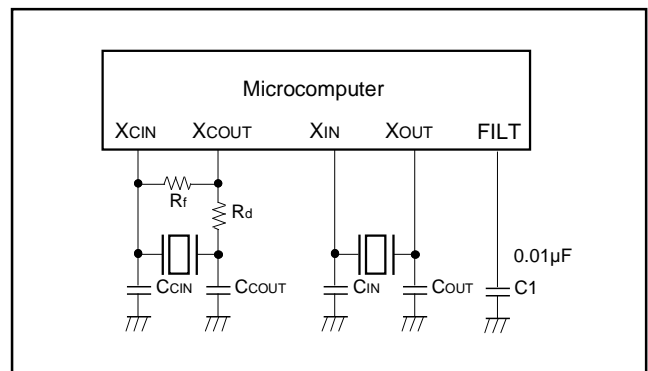 Microcomputer
XCIN XCOUT XIN XOUT FILT
Rf
Rd
0.01µF
CCIN CCOUT CIN COUT C1